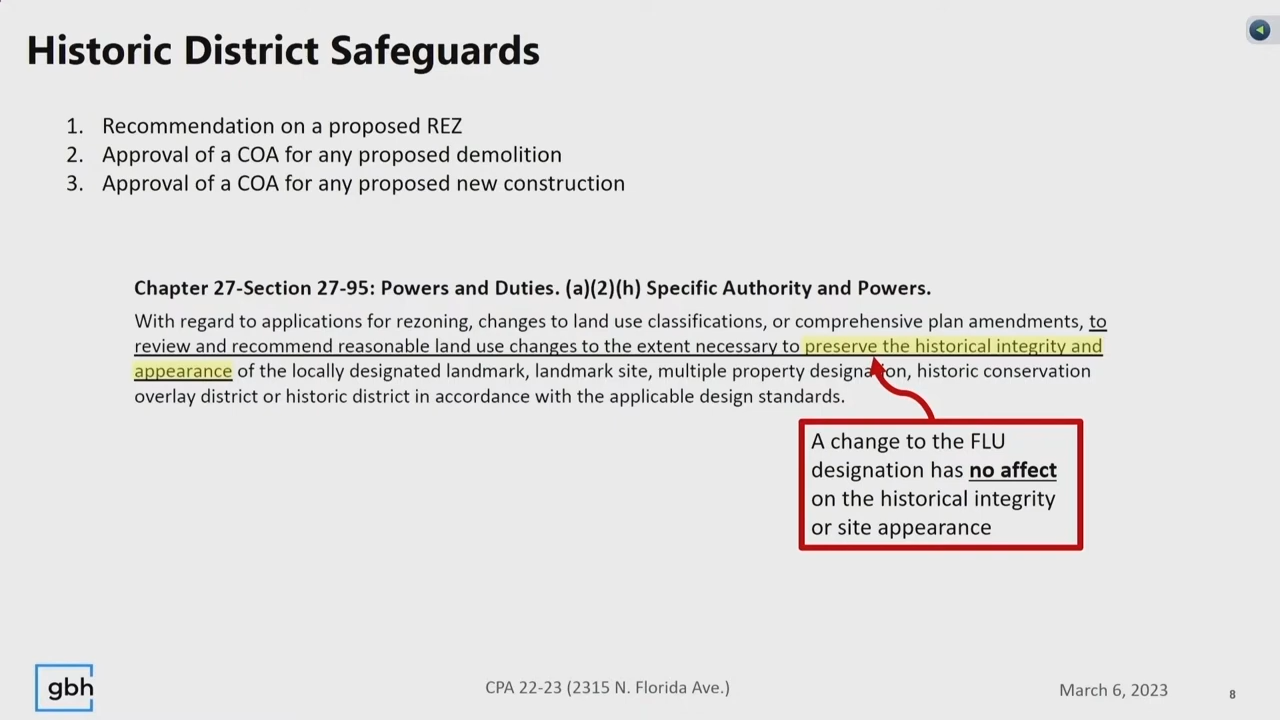 Historic District Safeguards
1. Recommendation on a proposed REZ
2. Approval of a COA for any proposed demolition
3. Approval of a COA for any proposed new construction
Chapter 27-Section 27-95: Powers and Duties. (a)(2)(h) Specific Authority and Powers.
With regard to applications for rezoning, changes to land use classifications, or comprehensive plan amendments, to
review and recommend reasonable land use changes to the extent necessary to preserve the historical integrity and
appearance of the locally designated landmark, landmark site, multiple property designation, historic conservation
overlay district or historic district in accordance with the applicable design standards.
A change to the FLU
designation has no affect
on the historical integrity
or site appearance
gbh
CPA 22-23 (2315 N. Florida Ave.)
March 6, 2023
8